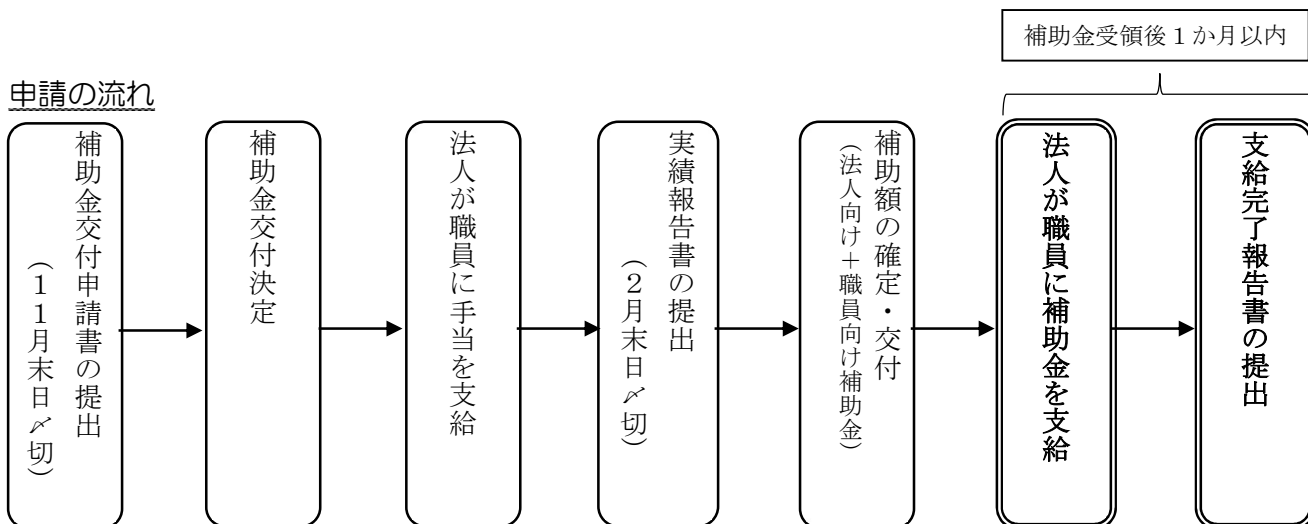 補助金受領後１か月以内
申請の流れ
補助金交付申請書の提出
（１１月末日〆切）
補助金交付決定
法人が職員に手当を支給
実績報告書の提出
（２月末日〆切）
補助額の確定・交付
（法人向け＋職員向け補助金）
法人が職員に補助金を支給
支給完了報告書の提出